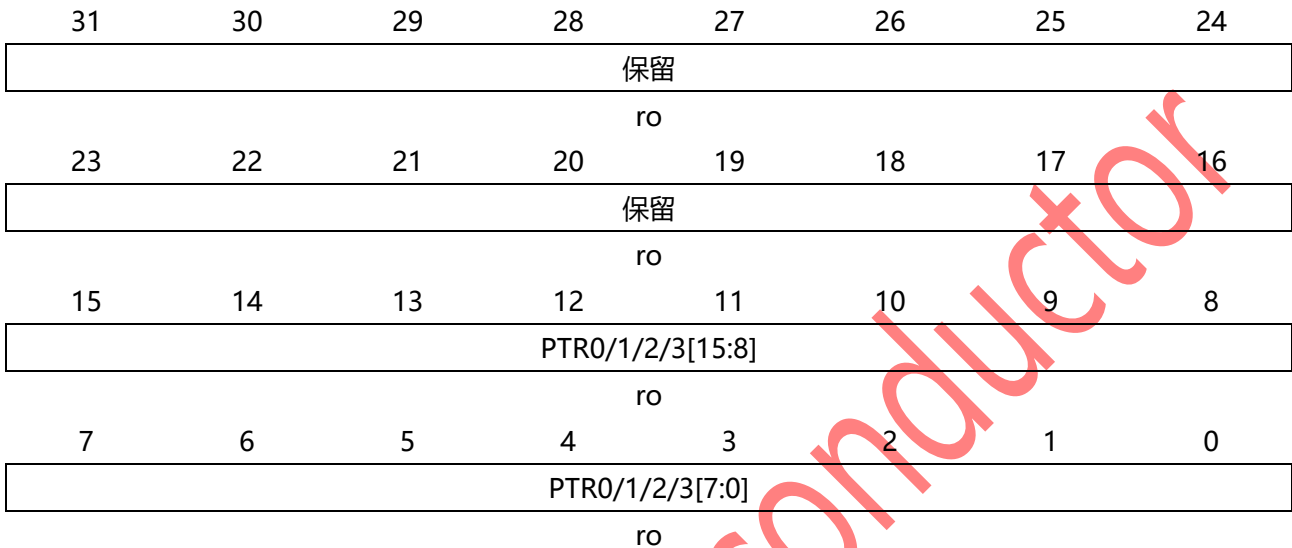 31 30 29 28 27 26 25 24
保留
ro
23 22 21 20 19 18 17 16
保留
ro
15 14 13 12 11 10 9 8
PTR0/1/2/3[15:8]
ro
7 6 5 4 3 2 1 0
PTR0/1/2/3[7:0]
ro
onductor